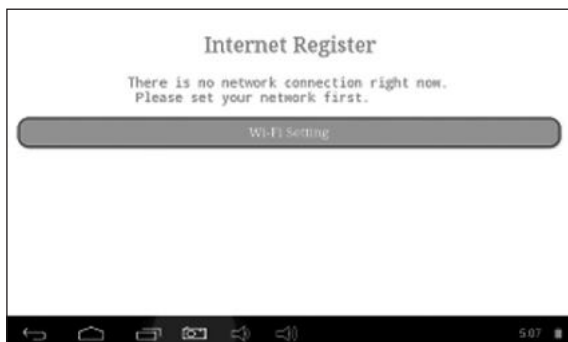 Internet Register
There is no network connection right now.
Please set your network first.
Wi-Fi Setting
5:07